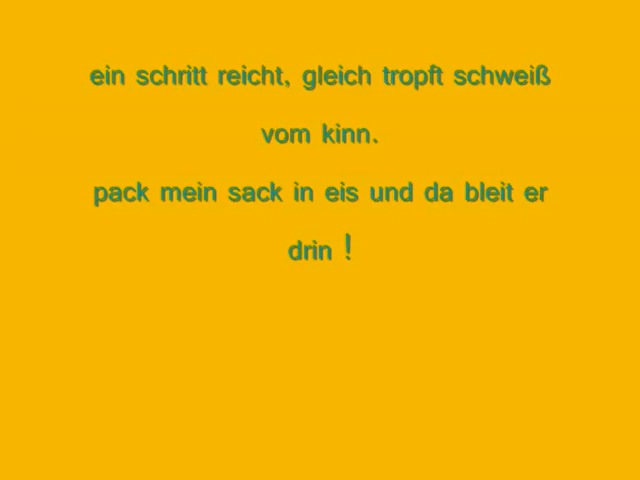 ein schritt reicht, gleich tropft schweiß
vom kinn.
pack mein sack in eis und da bleit er
drin !